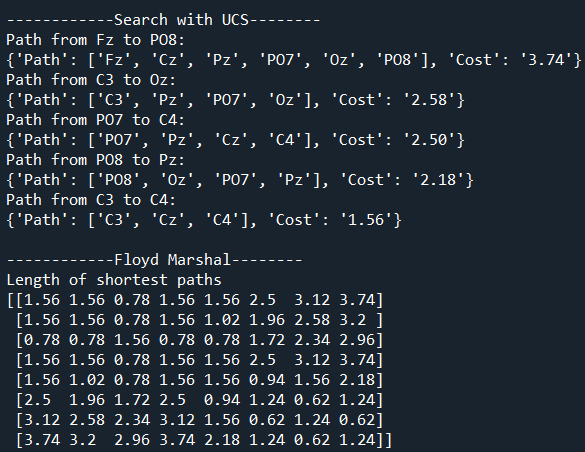 ------------Search with UCS--------
Path from Fz to PO8:
{'Path': ['Fz', 'Cz', 'Pz', 'PO7', 'Oz', 'PO8'], 'Cost': '3.74'}
Path from C3 to Oz:
{'Path': ['C3', 'Pz', 'PO7', 'Oz'], 'Cost': '2.58'}
Path from PO7 to C4:
{'Path': ['PO7', 'Pz', 'Cz', 'C4'], 'Cost': '2.50'}
Path from PO8 to Pz:
{'Path': ['PO8', 'Oz', 'PO7', 'Pz'], 'Cost': '2.18'}
Path from C3 to C4:
{'Path': ['C3', 'Cz', 'C4'], 'Cost': '1.56'}
------------Floyd Marshal--------
Length of shortest paths
[[1.56 1.56 0.78 1.56 1.56 2.5  3.12 3.74]
 [1.56 1.56 0.78 1.56 1.02 1.96 2.58 3.2 ]
 [0.78 0.78 1.56 0.78 0.78 1.72 2.34 2.96]
 [1.56 1.56 0.78 1.56 1.56 2.5  3.12 3.74]
 [1.56 1.02 0.78 1.56 1.56 0.94 1.56 2.18]
 [2.5  1.96 1.72 2.5  0.94 1.24 0.62 1.24]
 [3.12 2.58 2.34 3.12 1.56 0.62 1.24 0.62]
 [3.74 3.2  2.96 3.74 2.18 1.24 0.62 1.24]]